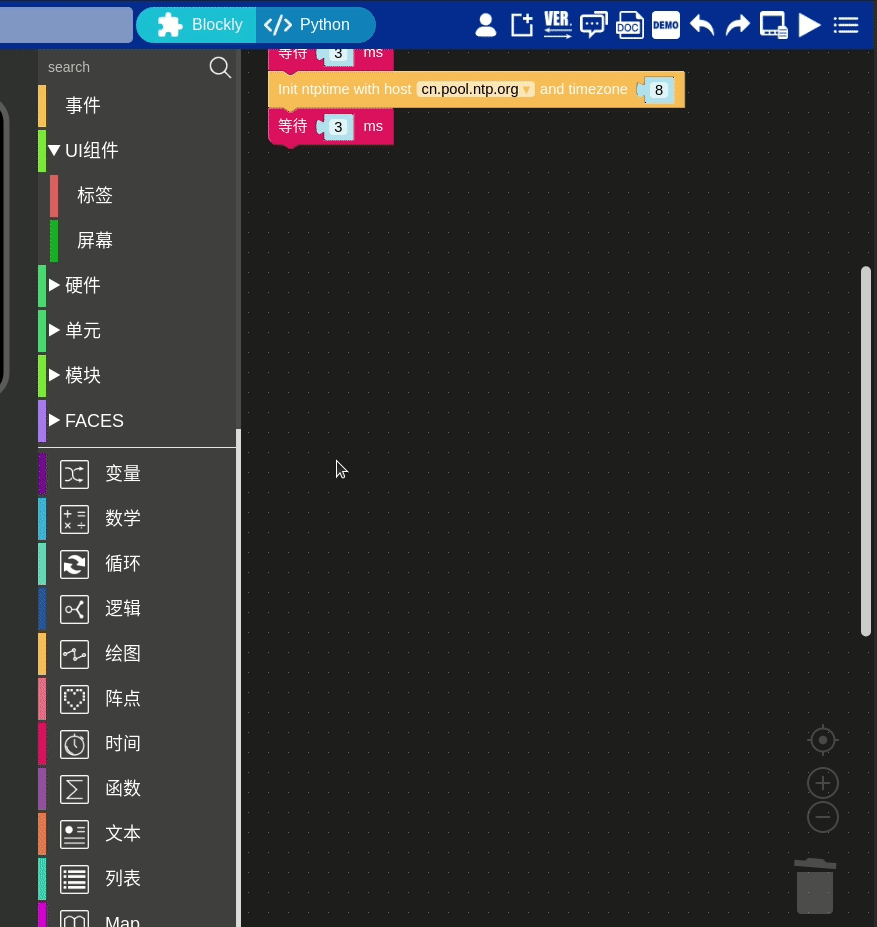 Blockly
Python
VER.
DOC
DEMO
search
事件
UI组件
标签
屏幕
硬件
单元
模块
FACES
变量
数学
循环
逻辑
绘图
阵点
时间
函数
文本
列表
Map
等待 3 ms
Init ntptime with host cn.pool.ntp.org and timezone 8
等待 3 ms